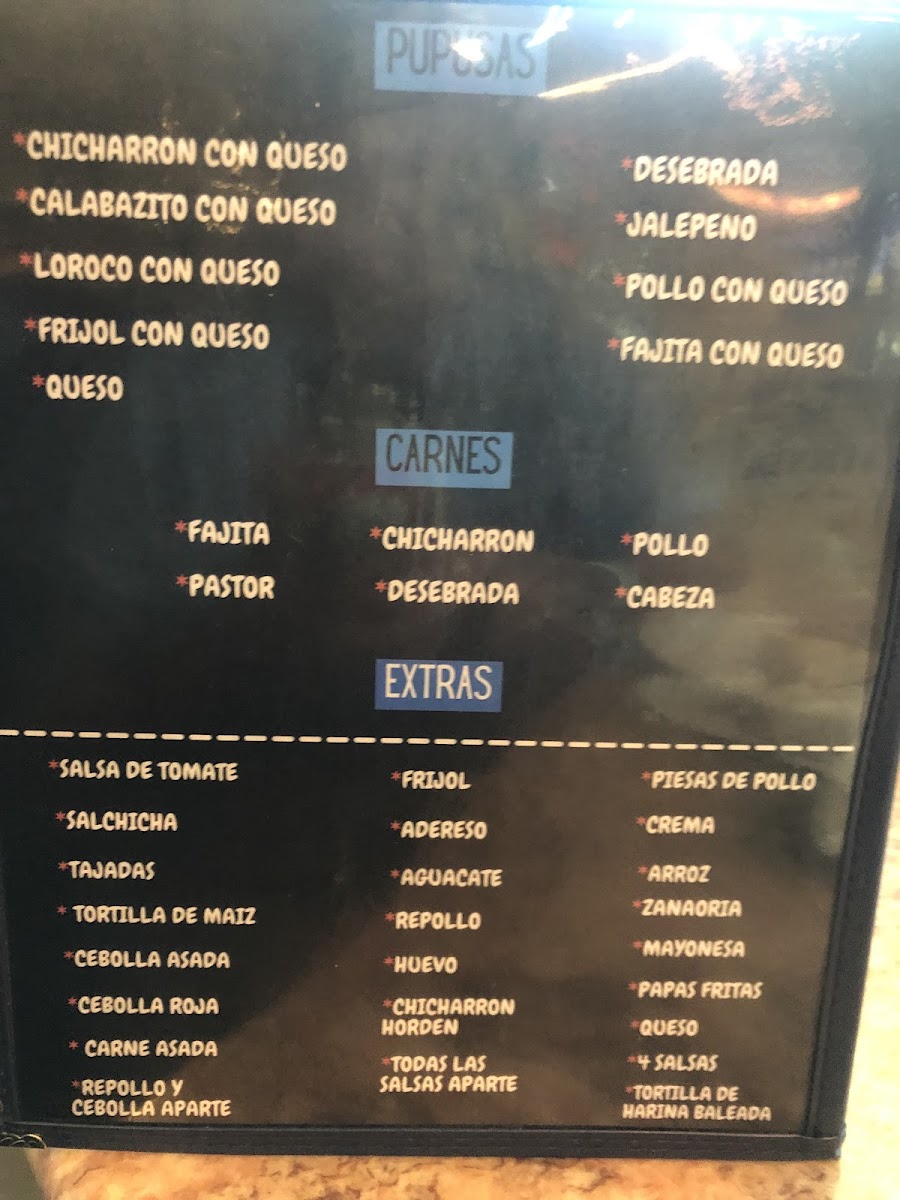 PUPUSAS
*CHICHARRON CON QUESO
*CALABAZITO CON QUESO
*LOROCO CON QUESO
*FRIJOL CON QUESO
*QUESO
*DESEBRADA
*JALEPENO
*POLLO CON QUESO
*FAJITA CON QUESO
CARNES
*FAJITA
*PASTOR
*CHICHARRON
*DESEBRADA
*POLLO
*CABEZA
EXTRAS
*SALSA DE TOMATE
*SALCHICHA
*TAJADAS
* TORTILLA DE MAIZ
*CEBOLLA ASADA
*CEBOLLA ROJA
* CARNE ASADA
*REPOLLO Y
CEBOLLA APARTE
*FRIJOL
*ADERESO
*AGUACATE
*REPOLLO
*HUEVO
*CHICHARRON
HORDEN
*TODAS LAS
SALSAS APARTE
*PIESAS DE POLLO
*CREMA
*ARROZ
*ZANAORIA
*MAYONESA
*PAPAS FRITAS
*QUESO
*4 SALSAS
*TORTILLA DE
HARINA BALEADA